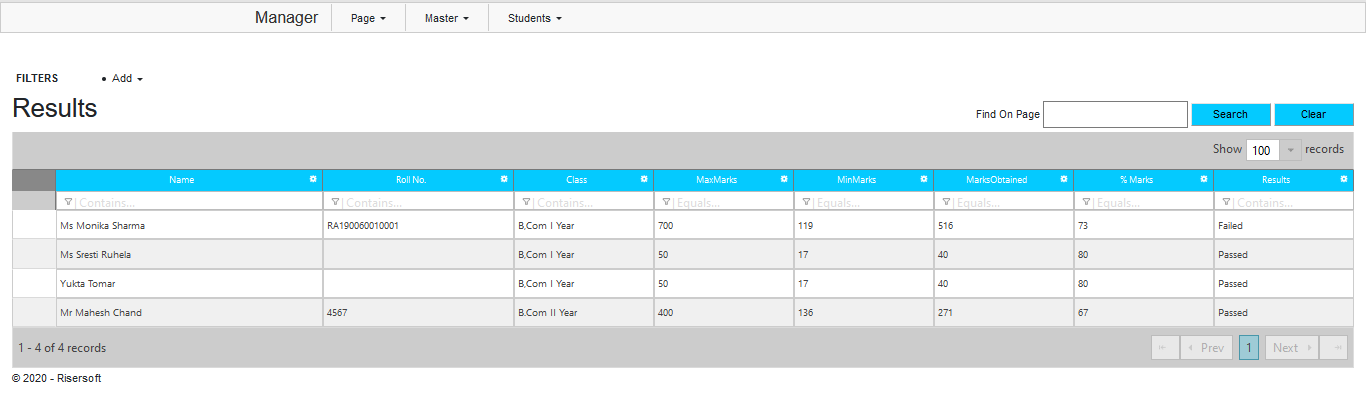 Manager Page Master Students
FILTERS • Add
Results
Find On Page Search Clear
Show 100 records
Name Roll No. Class MaxMarks MinMarks MarksObtained % Marks Results
Contains... Contains... Contains... Equals... Equals... Equals... Equals... Contains...
Ms Monika Sharma RA190060010001 B,Com I Year 700 119 516 73 Failed
Ms Sresti Ruhela B,Com I Year 50 17 40 80 Passed
Yukta Tomar B,Com I Year 50 17 40 80 Passed
Mr Mahesh Chand 4567 B.Com II Year 400 136 271 67 Passed
1 - 4 of 4 records Prev 1 Next
© 2020 - Risersoft